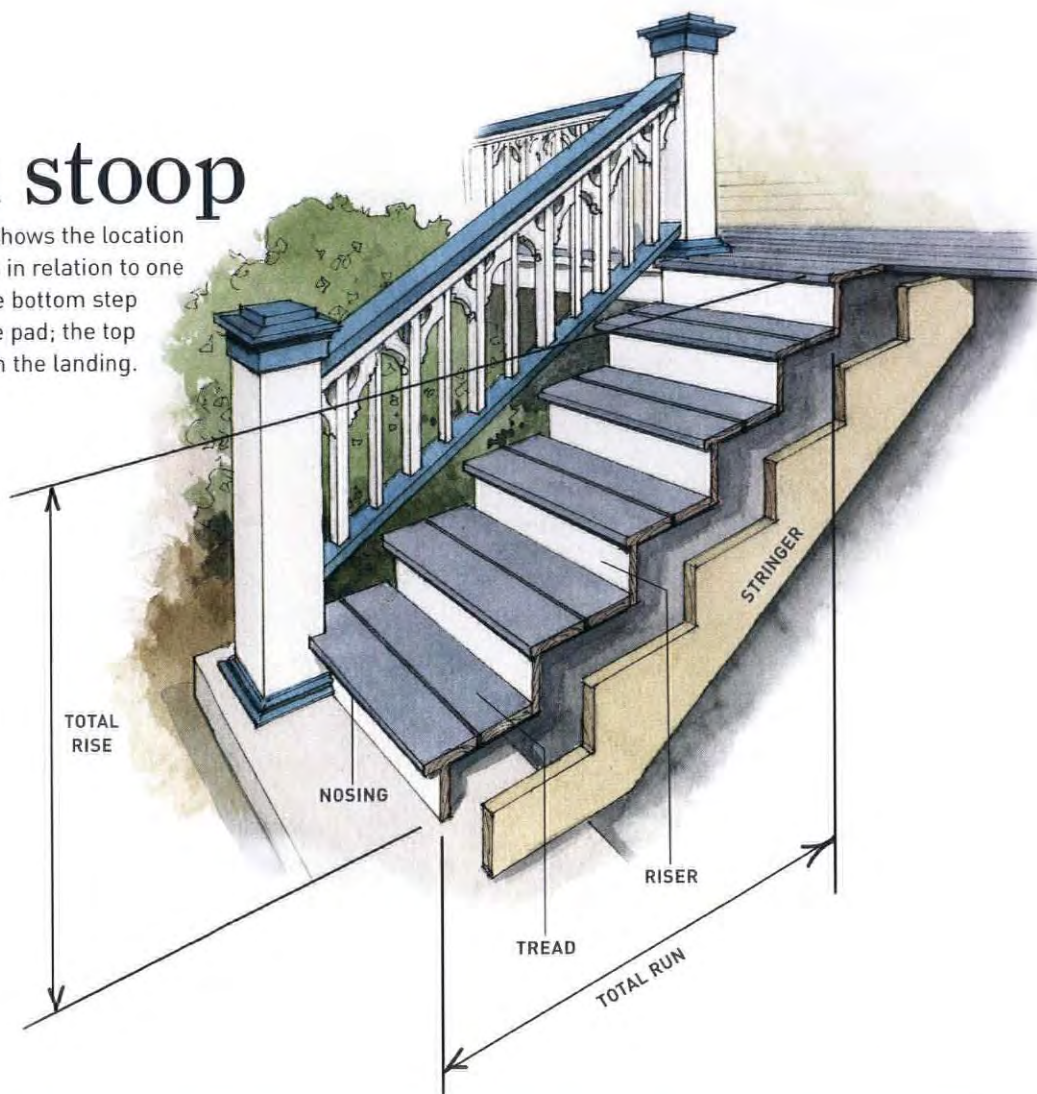 stoop
hows the location
in relation to one
e bottom step
e pad; the top
n the landing.
TOTAL
RISE
NOSING
STRINGER
RISER
TREAD
TOTAL RUN